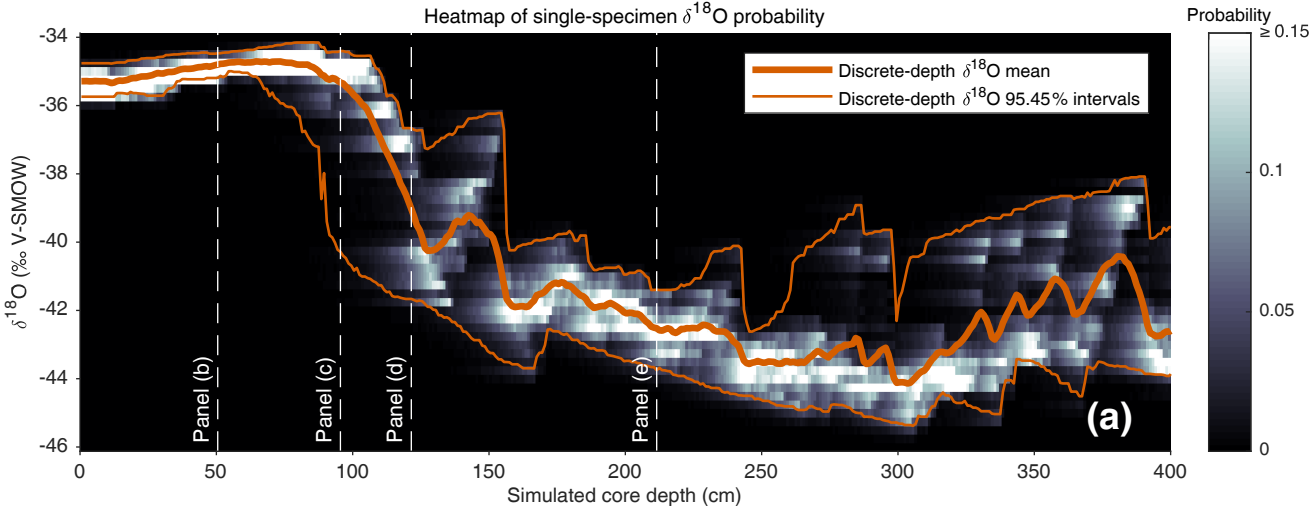 Heatmap of single-specimen δ¹⁸O probability
Probability
≥ 0.15
0.1
0.05
0
δ¹⁸O (‰ V-SMOW)
-34
-36
-38
-40
-42
-44
-46
Discrete-depth δ¹⁸O mean
Discrete-depth δ¹⁸O 95.45% intervals
Panel (b)
Panel (c)
Panel (d)
Panel (e)
(a)
0 50 100 150 200 250 300 350 400
Simulated core depth (cm)